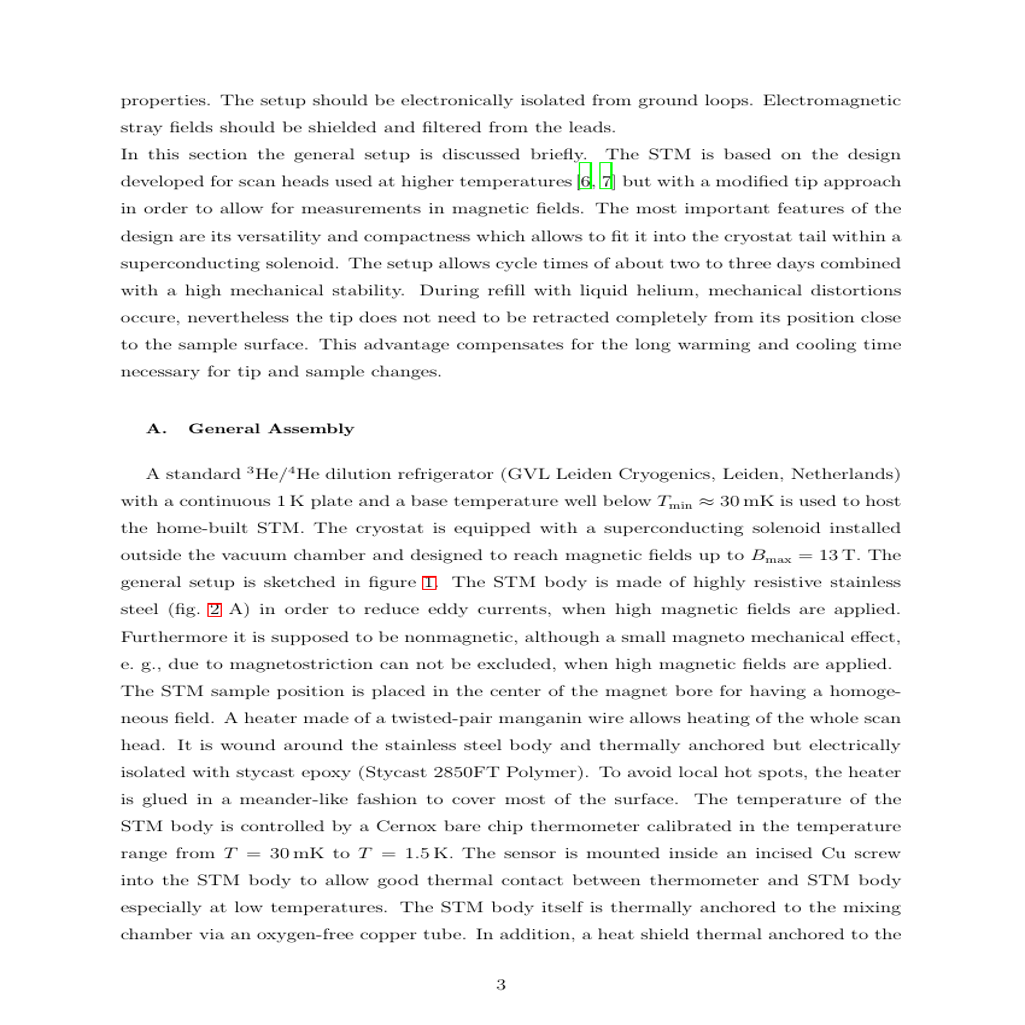 properties. The setup should be electronically isolated from ground loops. Electromagnetic
stray fields should be shielded and filtered from the leads.
In this section the general setup is discussed briefly. The STM is based on the design
developed for scan heads used at higher temperatures [6, 7] but with a modified tip approach
in order to allow for measurements in magnetic fields. The most important features of the
design are its versatility and compactness which allows to fit it into the cryostat tail within a
superconducting solenoid. The setup allows cycle times of about two to three days combined
with a high mechanical stability. During refill with liquid helium, mechanical distortions
occure, nevertheless the tip does not need to be retracted completely from its position close
to the sample surface. This advantage compensates for the long warming and cooling time
necessary for tip and sample changes.
A. General Assembly
A standard ³He/⁴He dilution refrigerator (GVL Leiden Cryogenics, Leiden, Netherlands)
with a continuous 1 K plate and a base temperature well below T_min ≈ 30 mK is used to host
the home-built STM. The cryostat is equipped with a superconducting solenoid installed
outside the vacuum chamber and designed to reach magnetic fields up to B_max = 13 T. The
general setup is sketched in figure 1. The STM body is made of highly resistive stainless
steel (fig. 2 A) in order to reduce eddy currents, when high magnetic fields are applied.
Furthermore it is supposed to be nonmagnetic, although a small magneto mechanical effect,
e. g., due to magnetostriction can not be excluded, when high magnetic fields are applied.
The STM sample position is placed in the center of the magnet bore for having a homoge-
neous field. A heater made of a twisted-pair manganin wire allows heating of the whole scan
head. It is wound around the stainless steel body and thermally anchored but electrically
isolated with stycast epoxy (Stycast 2850FT Polymer). To avoid local hot spots, the heater
is glued in a meander-like fashion to cover most of the surface. The temperature of the
STM body is controlled by a Cernox bare chip thermometer calibrated in the temperature
range from T = 30 mK to T = 1.5 K. The sensor is mounted inside an incised Cu screw
into the STM body to allow good thermal contact between thermometer and STM body
especially at low temperatures. The STM body itself is thermally anchored to the mixing
chamber via an oxygen-free copper tube. In addition, a heat shield thermal anchored to the
3